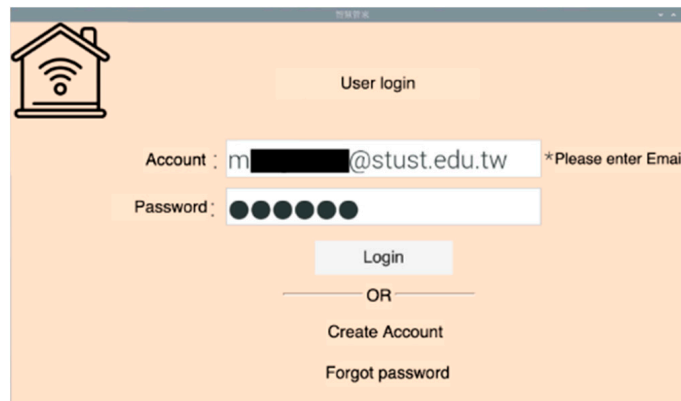 User login
Account : m @stust.edu.tw *Please enter Emai
Password : ●●●●●●
Login
OR
Create Account
Forgot password